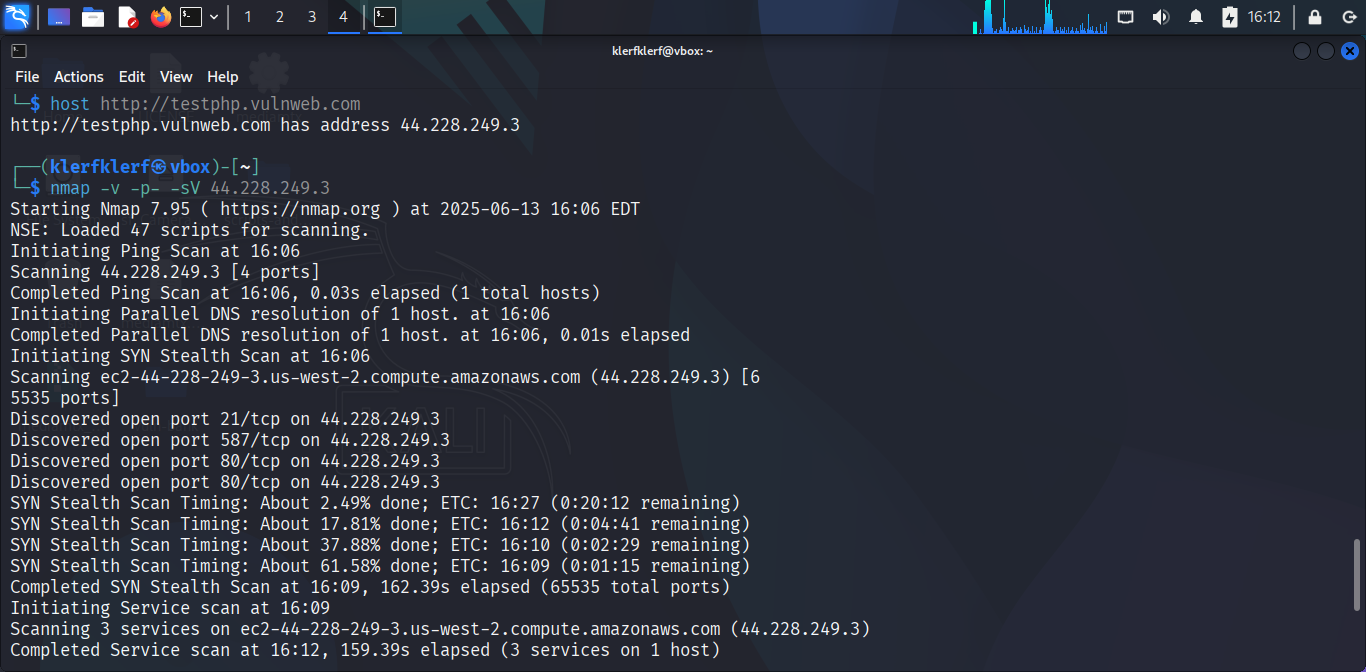 1 2 3 4 16:12
klerfklerf@vbox: ~
File Actions Edit View Help
└─$ host http://testphp.vulnweb.com
http://testphp.vulnweb.com has address 44.228.249.3
┌──(klerfklerf㉿vbox)-[~]
└─$ nmap -v -p- -sV 44.228.249.3
Starting Nmap 7.95 ( https://nmap.org ) at 2025-06-13 16:06 EDT
NSE: Loaded 47 scripts for scanning.
Initiating Ping Scan at 16:06
Scanning 44.228.249.3 [4 ports]
Completed Ping Scan at 16:06, 0.03s elapsed (1 total hosts)
Initiating Parallel DNS resolution of 1 host. at 16:06
Completed Parallel DNS resolution of 1 host. at 16:06, 0.01s elapsed
Initiating SYN Stealth Scan at 16:06
Scanning ec2-44-228-249-3.us-west-2.compute.amazonaws.com (44.228.249.3) [6
5535 ports]
Discovered open port 21/tcp on 44.228.249.3
Discovered open port 587/tcp on 44.228.249.3
Discovered open port 80/tcp on 44.228.249.3
Discovered open port 80/tcp on 44.228.249.3
SYN Stealth Scan Timing: About 2.49% done; ETC: 16:27 (0:20:12 remaining)
SYN Stealth Scan Timing: About 17.81% done; ETC: 16:12 (0:04:41 remaining)
SYN Stealth Scan Timing: About 37.88% done; ETC: 16:10 (0:02:29 remaining)
SYN Stealth Scan Timing: About 61.58% done; ETC: 16:09 (0:01:15 remaining)
Completed SYN Stealth Scan at 16:09, 162.39s elapsed (65535 total ports)
Initiating Service scan at 16:09
Scanning 3 services on ec2-44-228-249-3.us-west-2.compute.amazonaws.com (44.228.249.3)
Completed Service scan at 16:12, 159.39s elapsed (3 services on 1 host)